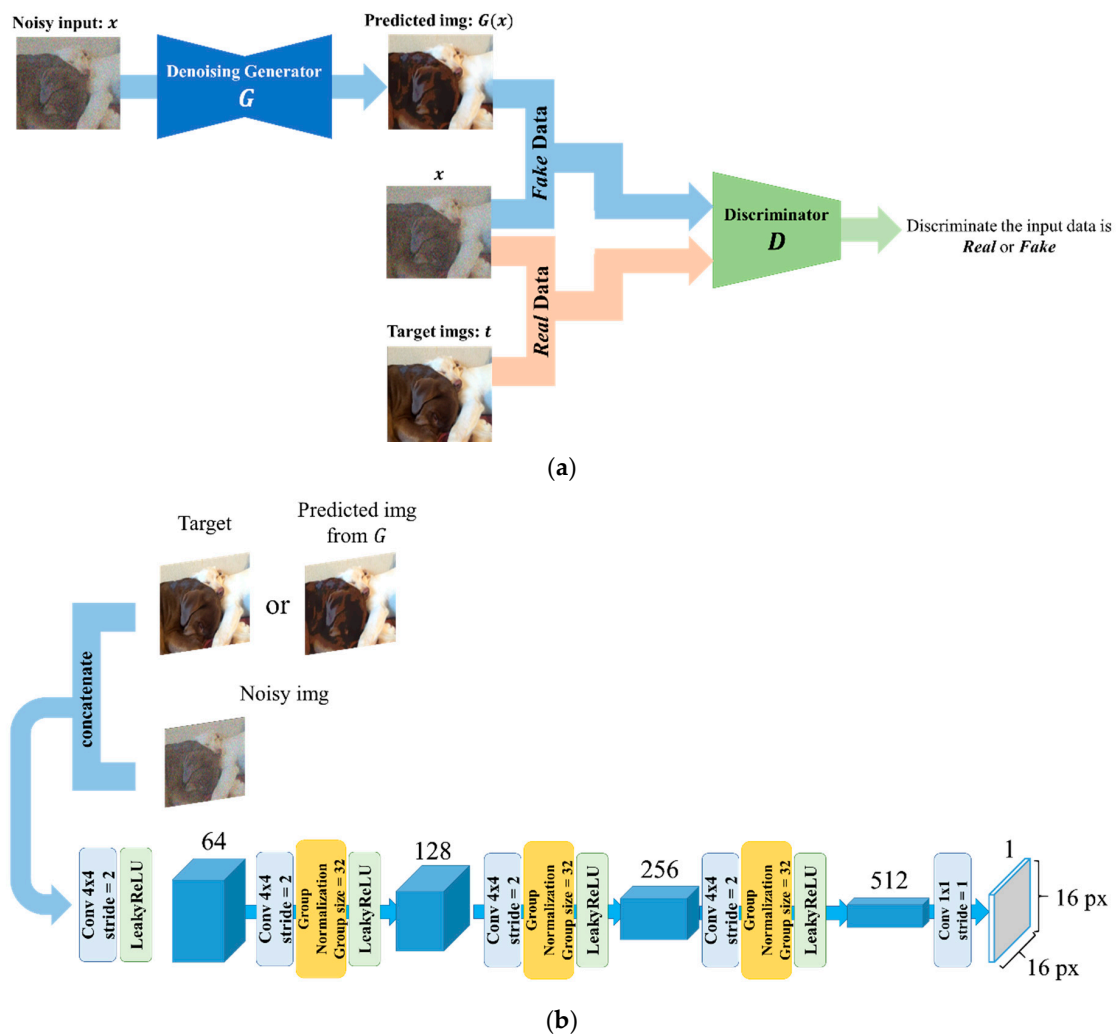 Noisy input: x
Predicted img: G(x)
Denoising Generator
G
Fake Data
x
Discriminator
D
Discriminate the input data is
Real or Fake
Real Data
Target imgs: t
(a)
Target
or
Predicted img
from G
concatenate
Noisy img
Conv 4x4
stride = 2
LeakyReLU
64
Conv 4x4
stride = 2
Group
Normalization
Group size = 32
LeakyReLU
128
Conv 4x4
stride = 2
Group
Normalization
Group size = 32
LeakyReLU
256
Conv 4x4
stride = 2
Group
Normalization
Group size = 32
LeakyReLU
512
Conv 1x1
stride = 1
1
16 px
16 px
(b)